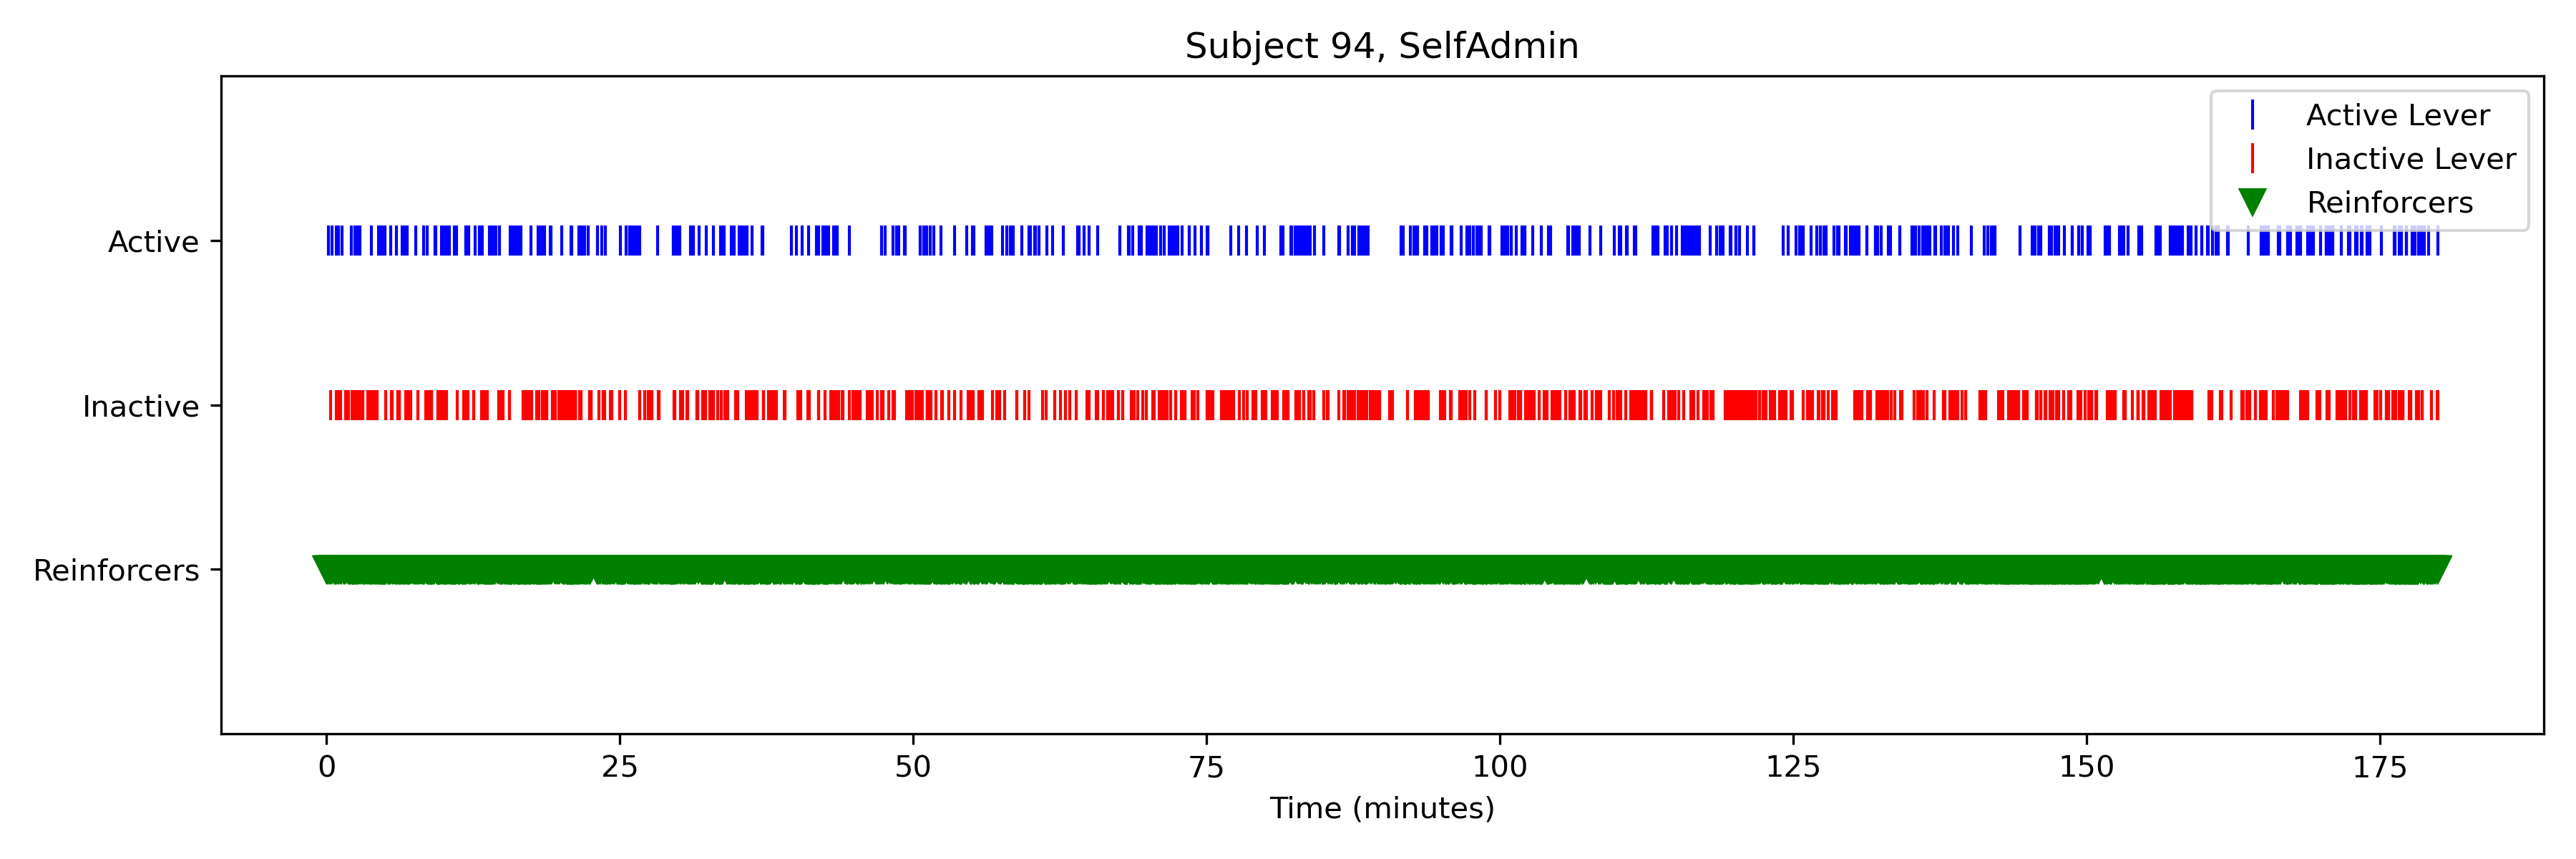 Subject 94, SelfAdmin
Active Lever
Inactive Lever
Reinforcers
Active
Inactive
Reinforcers
0 25 50 75 100 125 150 175
Time (minutes)